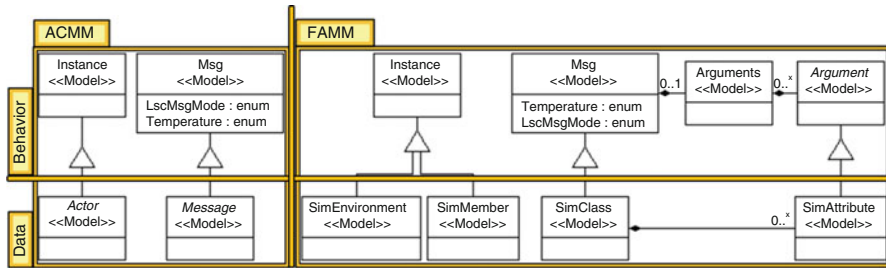 ACMM
FAMM
Behavior
Instance
<<Model>>
Msg
<<Model>>
LscMsgMode : enum
Temperature : enum
Instance
<<Model>>
Msg
<<Model>>
Temperature : enum
LscMsgMode : enum
0..1
Arguments
<<Model>>
0..x
Argument
<<Model>>
Data
Actor
<<Model>>
Message
<<Model>>
SimEnvironment
<<Model>>
SimMember
<<Model>>
SimClass
<<Model>>
0..x
SimAttribute
<<Model>>